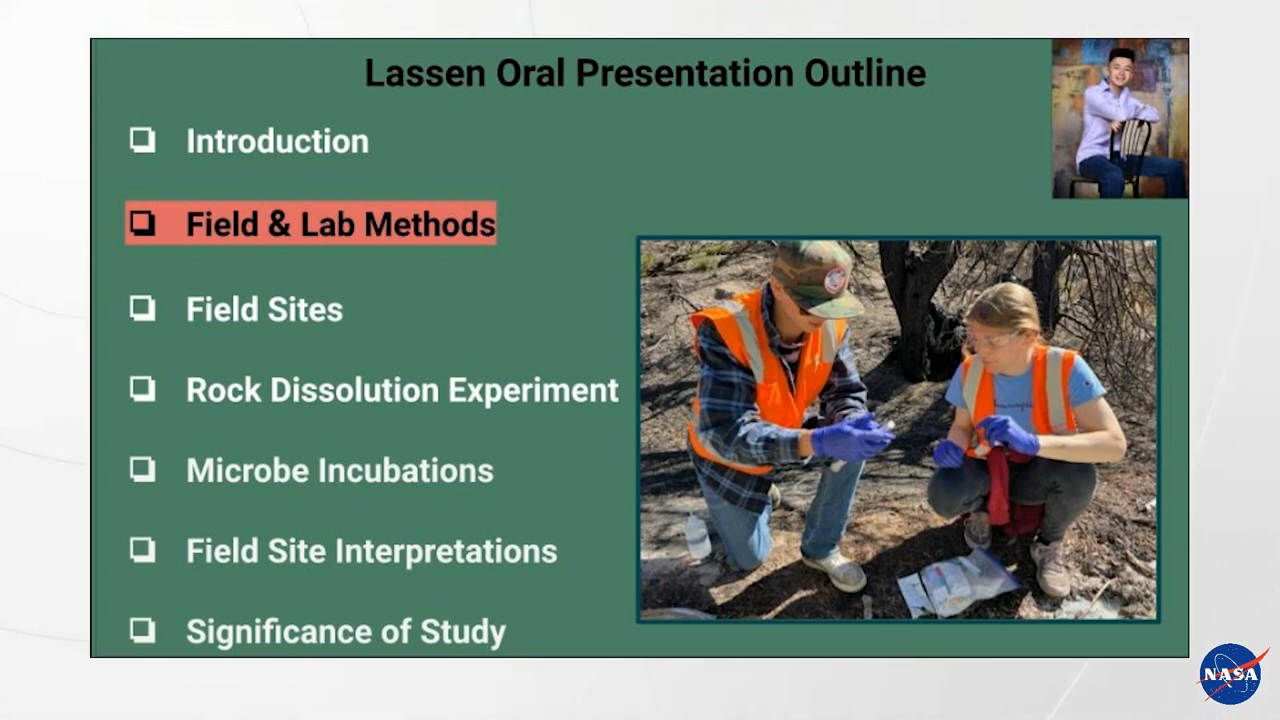 Lassen Oral Presentation Outline
Introduction
Field & Lab Methods
Field Sites
Rock Dissolution Experiment
Microbe Incubations
Field Site Interpretations
Significance of Study
NASA